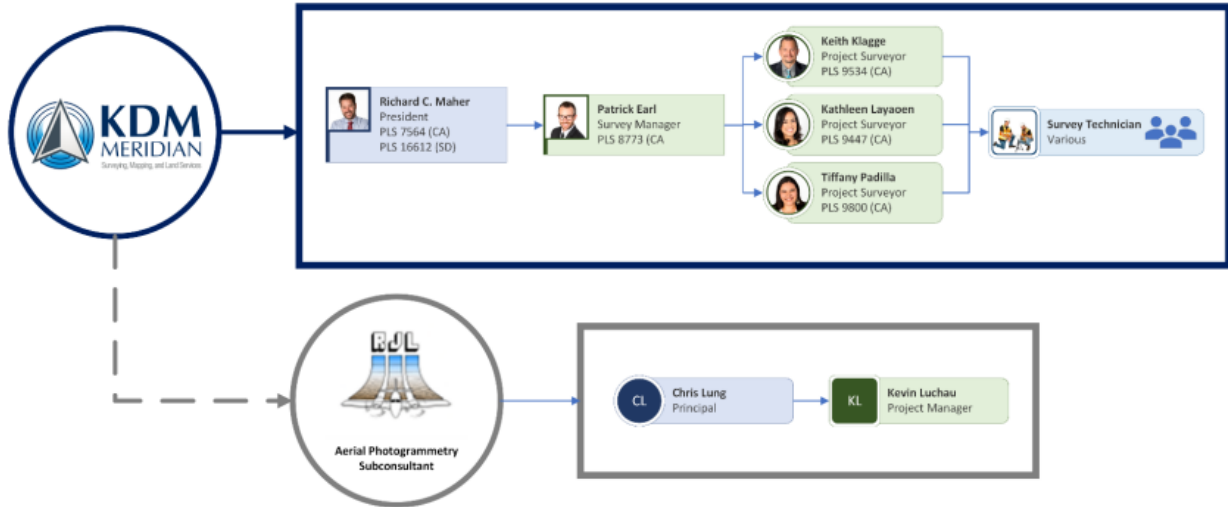 KDM
MERIDIAN
Surveying, Mapping, and Land Services
Richard C. Maher
President
PLS 7564 (CA)
PLS 16612 (SD)
Patrick Earl
Survey Manager
PLS 8773 (CA
Keith Klagge
Project Surveyor
PLS 9534 (CA)
Kathleen Layaoen
Project Surveyor
PLS 9447 (CA)
Tiffany Padilla
Project Surveyor
PLS 9800 (CA)
Survey Technician
Various
RJL
Aerial Photogrammetry
Subconsultant
CL
Chris Lung
Principal
KL
Kevin Luchau
Project Manager